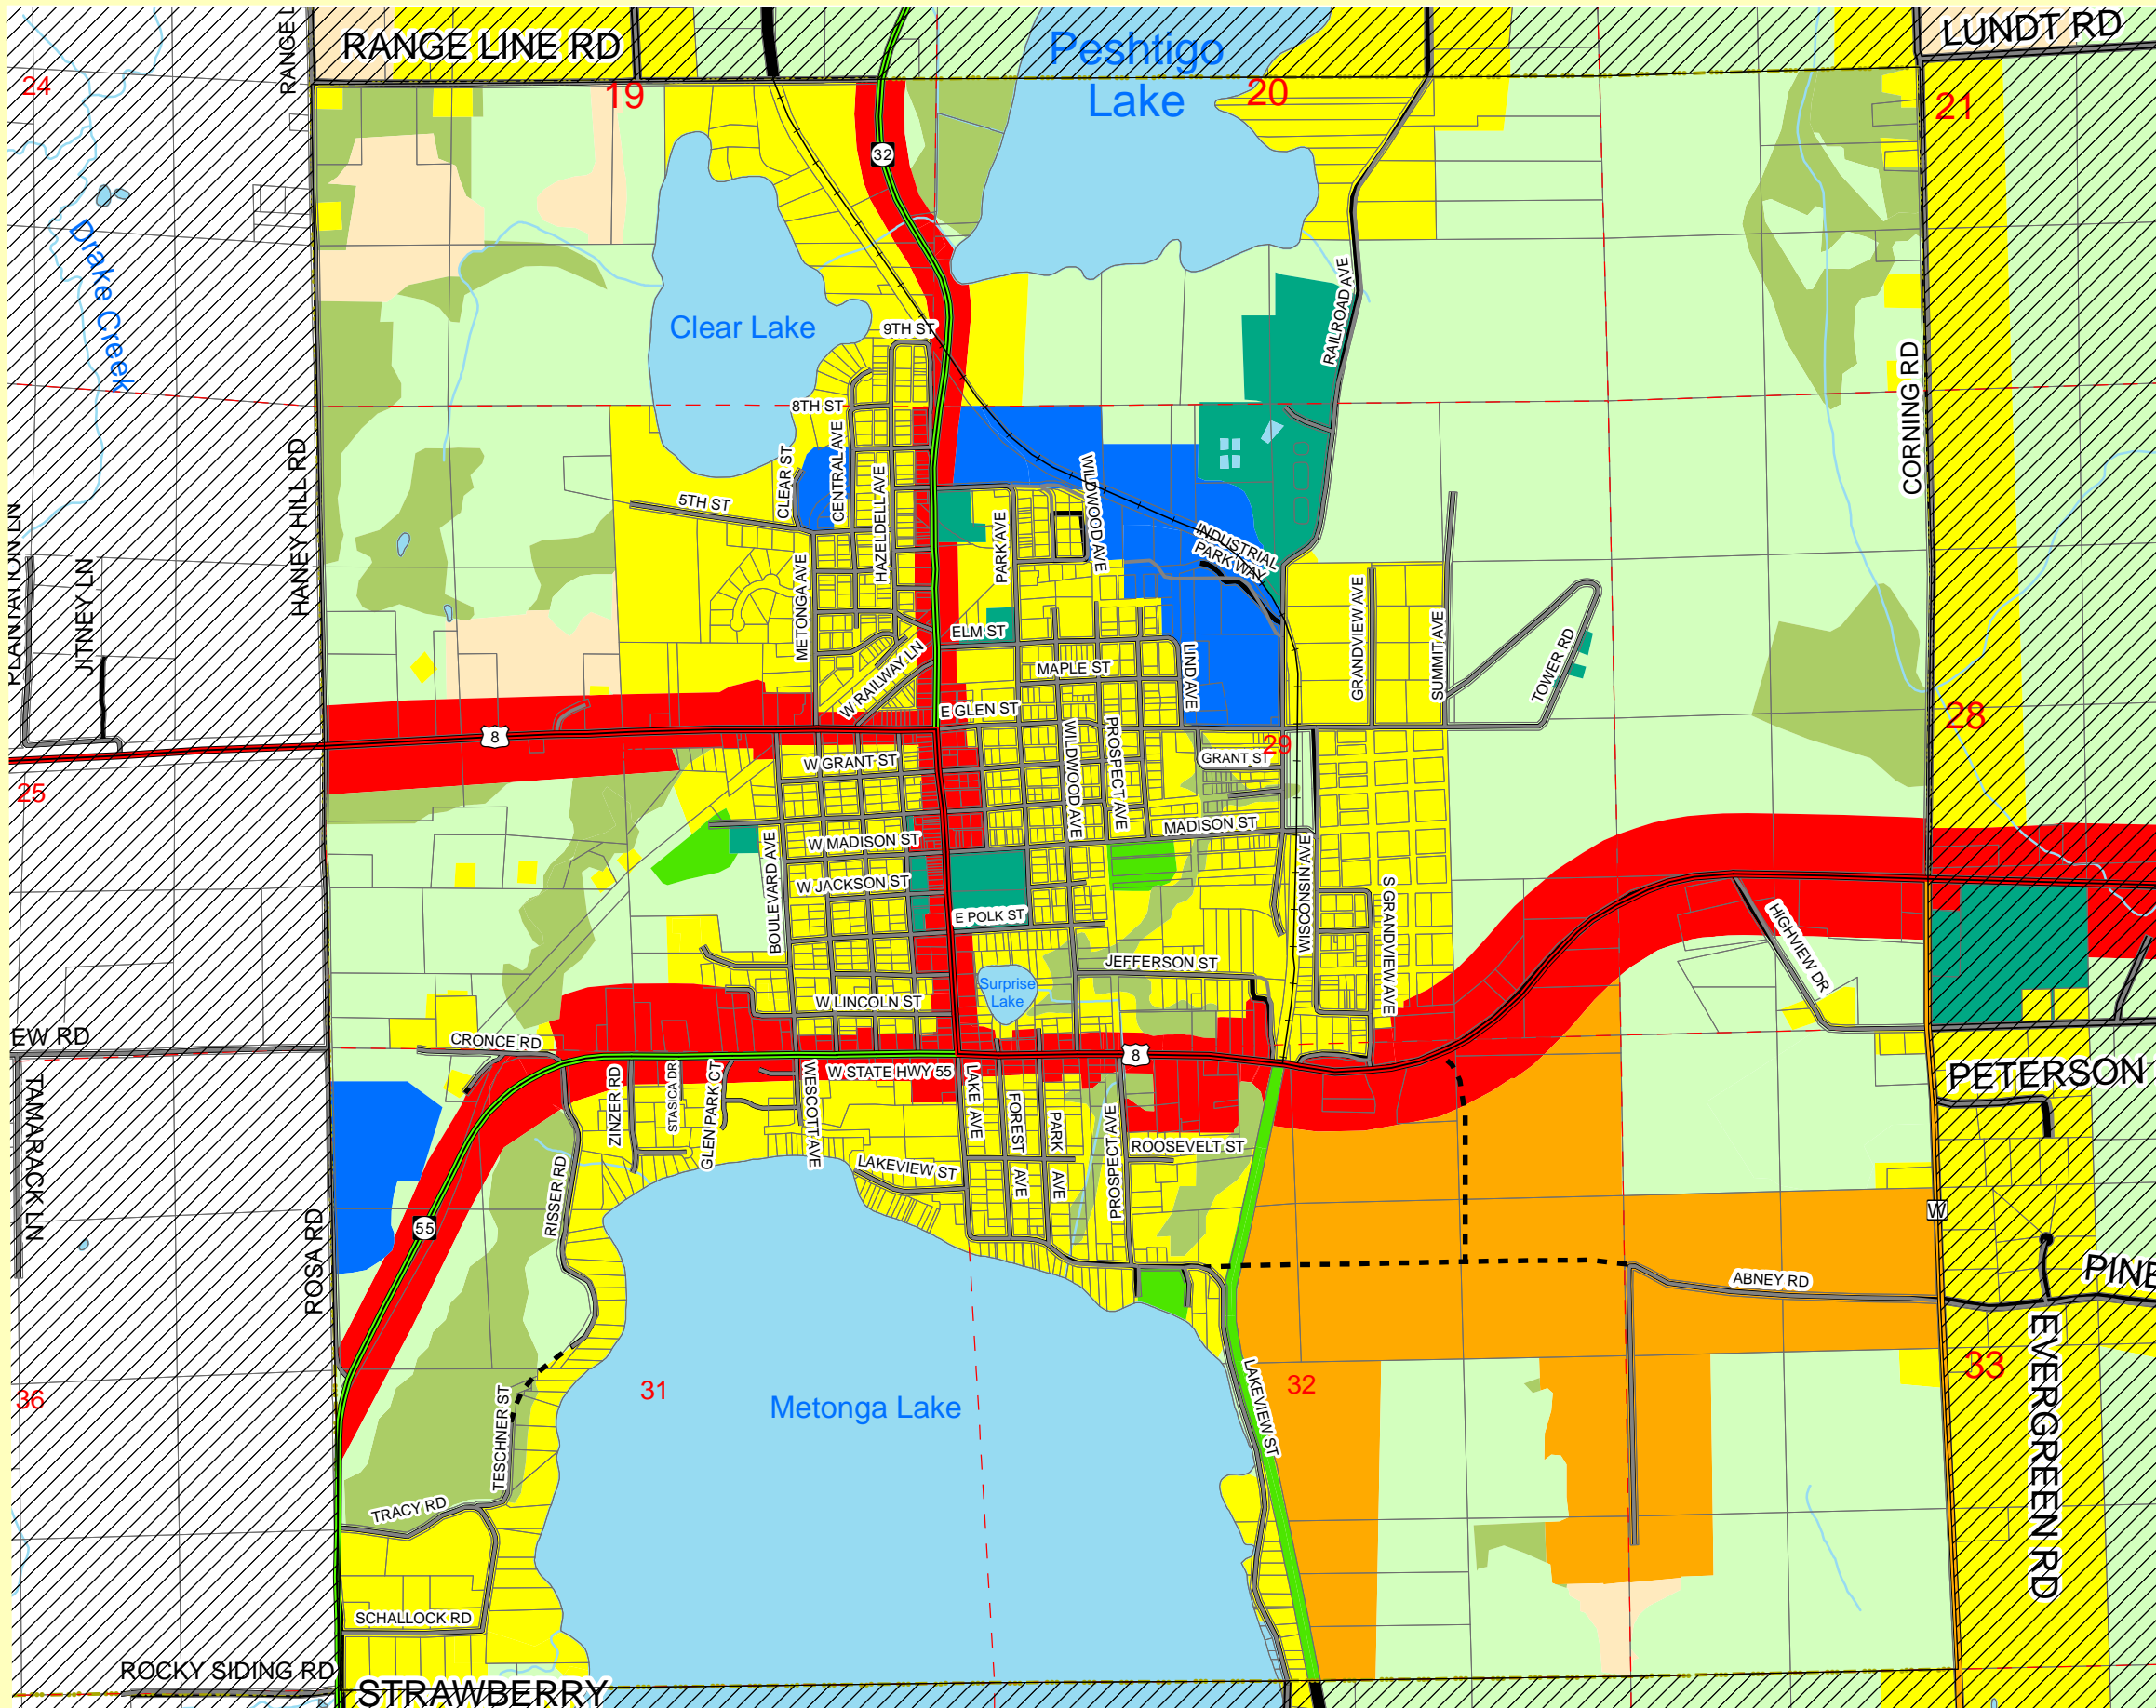 RANGE LINE RD
RANGE L
Peshtigo
Lake
LUNDT RD
24
19
20
21
32
Drake Creek
Clear Lake
9TH ST
RAILROAD AVE
8TH ST
CORNING RD
HANEY HILL RD
CLEAR ST
CENTRAL AVE
HAZELDELL AVE
WILDWOOD AVE
5TH ST
PARK AVE
INDUSTRIAL
PARK WAY
PLANTATION LN
JITNEY LN
METONGA AVE
GRANDVIEW AVE
SUMMIT AVE
TOWER RD
ELM ST
MAPLE ST
LIND AVE
W RAILWAY LN
E GLEN ST
8
28
WILDWOOD AVE
PROSPECT AVE
29
GRANT ST
W GRANT ST
25
MADISON ST
W MADISON ST
BOULEVARD AVE
W JACKSON ST
E POLK ST
WISCONSIN AVE
S GRANDVIEW AVE
HIGHVIEW DR
JEFFERSON ST
Surprise
Lake
W LINCOLN ST
EW RD
CRONCE RD
8
W STATE HWY 55
PETERSON
TAMARACK LN
ZINZER RD
STASICA DR
GLEN PARK CT
WESCOTT AVE
LAKE AVE
FOREST
AVE
PARK
AVE
PROSPECT AVE
ROOSEVELT ST
LAKEVIEW ST
RISSER RD
ROSA RD
55
W
PINE
ABNEY RD
EVERGREEN RD
36
31
Metonga Lake
32
33
LAKEVIEW ST
TESCHNER ST
TRACY RD
SCHALLOCK RD
ROCKY SIDING RD
STRAWBERRY